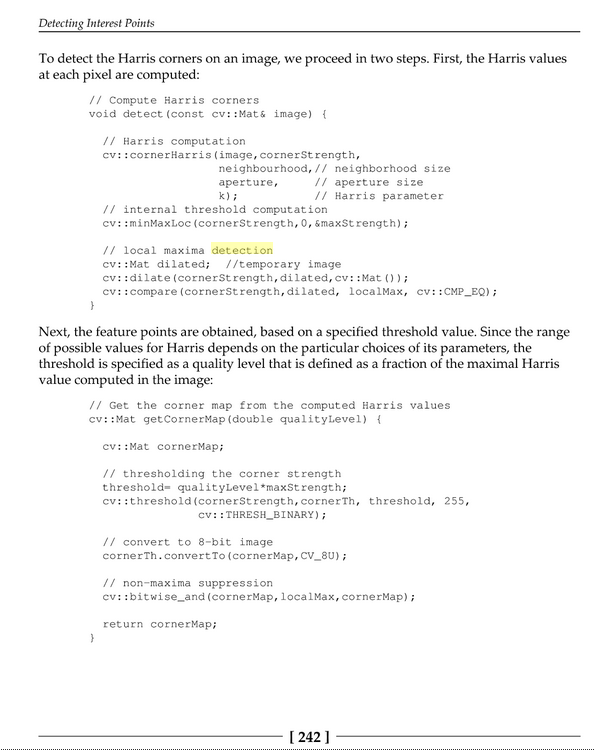 Detecting Interest Points
To detect the Harris corners on an image, we proceed in two steps. First, the Harris values
at each pixel are computed:
// Compute Harris corners
void detect(const cv::Mat& image) {
// Harris computation
cv::cornerHarris(image,cornerStrength,
neighbourhood,// neighborhood size
aperture,     // aperture size
k);           // Harris parameter
// internal threshold computation
cv::minMaxLoc(cornerStrength,0,&maxStrength);
// local maxima detection
cv::Mat dilated;  //temporary image
cv::dilate(cornerStrength,dilated,cv::Mat());
cv::compare(cornerStrength,dilated, localMax, cv::CMP_EQ);
}
Next, the feature points are obtained, based on a specified threshold value. Since the range
of possible values for Harris depends on the particular choices of its parameters, the
threshold is specified as a quality level that is defined as a fraction of the maximal Harris
value computed in the image:
// Get the corner map from the computed Harris values
cv::Mat getCornerMap(double qualityLevel) {
cv::Mat cornerMap;
// thresholding the corner strength
threshold= qualityLevel*maxStrength;
cv::threshold(cornerStrength,cornerTh, threshold, 255,
cv::THRESH_BINARY);
// convert to 8-bit image
cornerTh.convertTo(cornerMap,CV_8U);
// non-maxima suppression
cv::bitwise_and(cornerMap,localMax,cornerMap);
return cornerMap;
}
[ 242 ]